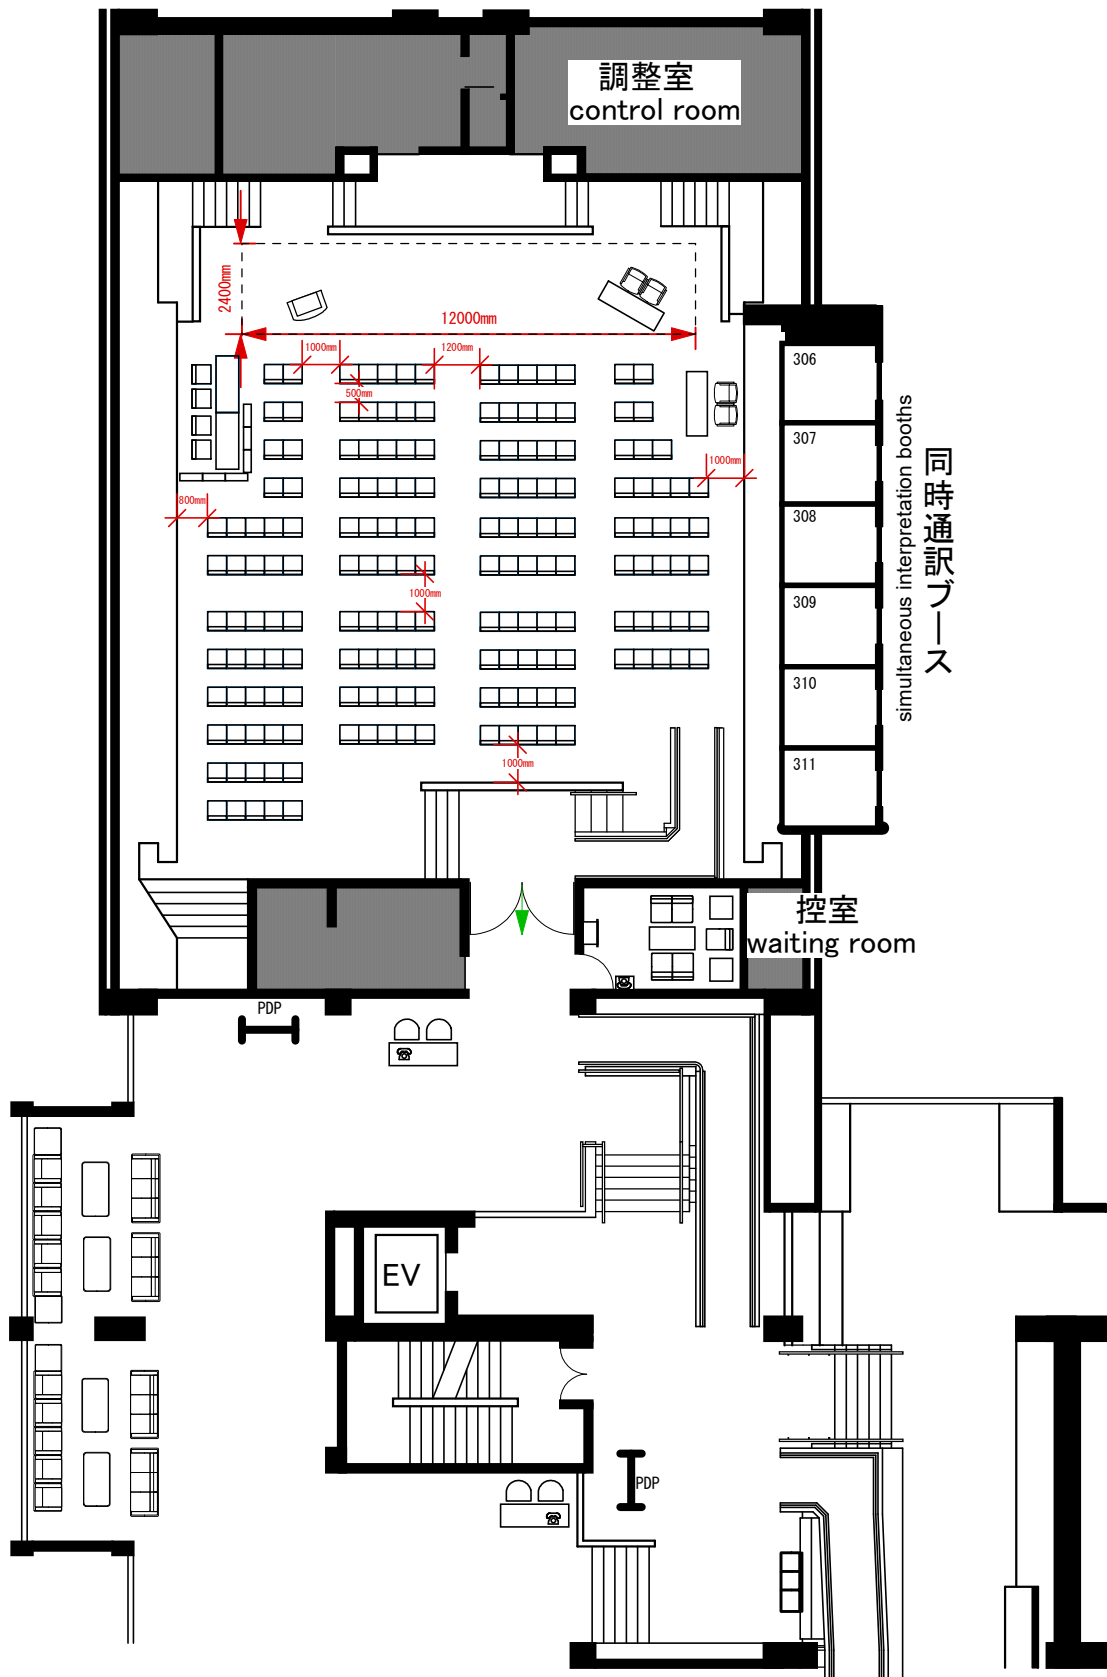 調整室
control room
2400mm
12000mm
1000mm
1200mm
500mm
306
307
1000mm
800mm
308
1000mm
309
310
1000mm
311
同時通訳ブース
simultaneous interpretation booths
控室
waiting room
PDP
EV
PDP